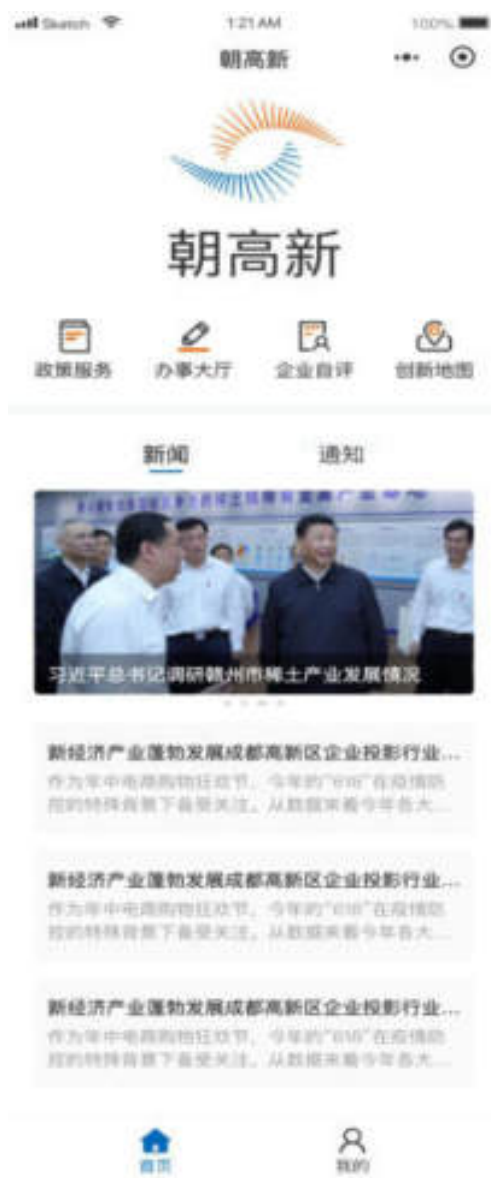 Sketch
1:21 AM
100%
朝高新
朝高新
政策服务
办事大厅
企业自评
创新地图
新闻
通知
习近平总书记调研赣州市稀土产业发展情况
新经济产业蓬勃发展成都高新区企业投影行业...
作为年中电商购物狂欢节，今年的“618”在疫情防
控的特殊背景下备受关注。从数据来看今年各大...
新经济产业蓬勃发展成都高新区企业投影行业...
作为年中电商购物狂欢节，今年的“618”在疫情防
控的特殊背景下备受关注。从数据来看今年各大...
新经济产业蓬勃发展成都高新区企业投影行业...
作为年中电商购物狂欢节，今年的“618”在疫情防
控的特殊背景下备受关注。从数据来看今年各大...
首页
我的